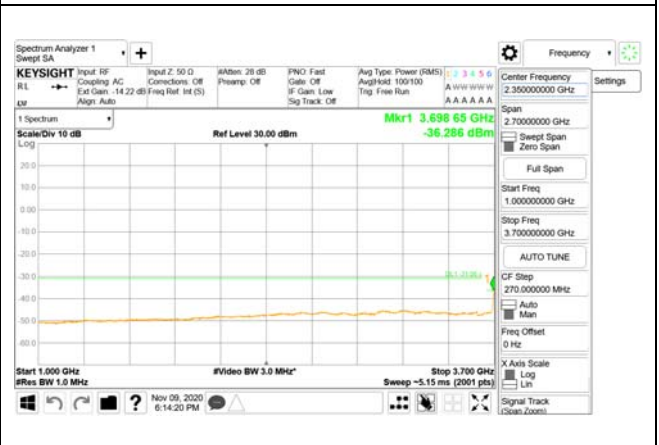 Spectrum Analyzer 1
Swept SA
Frequency
KEYSIGHT
RL
Input: RF
Coupling: AC
Ext Gain: -14.22 dB
Align: Auto
Input Z: 50 Ω
Corrections: Off
Freq Ref: Int (S)
#Atten: 28 dB
Preamp: Off
PNO: Fast
Gate: Off
IF Gain: Low
Sig Track: Off
Avg Type: Power (RMS)
Avg|Hold: 100/100
Trig: Free Run
1 2 3 4 5 6
A W W W W W
A A A A A A
Settings
Center Frequency
2.350000000 GHz
Span
2.70000000 GHz
Swept Span
Zero Span
Full Span
Start Freq
1.000000000 GHz
Stop Freq
3.700000000 GHz
AUTO TUNE
CF Step
270.000000 MHz
Auto
Man
Freq Offset
0 Hz
X Axis Scale
Log
Lin
Signal Track
(Span Zoom)
1 Spectrum
Scale/Div 10 dB
Log
Ref Level 30.00 dBm
Mkr1 3.698 65 GHz
-36.286 dBm
20.0
10.0
0.00
-10.0
-20.0
-30.0
-40.0
-50.0
-60.0
1
Start 1.000 GHz
#Res BW 1.0 MHz
#Video BW 3.0 MHz*
Stop 3.700 GHz
Sweep ~5.15 ms (2001 pts)
?
Nov 09, 2020
6:14:20 PM